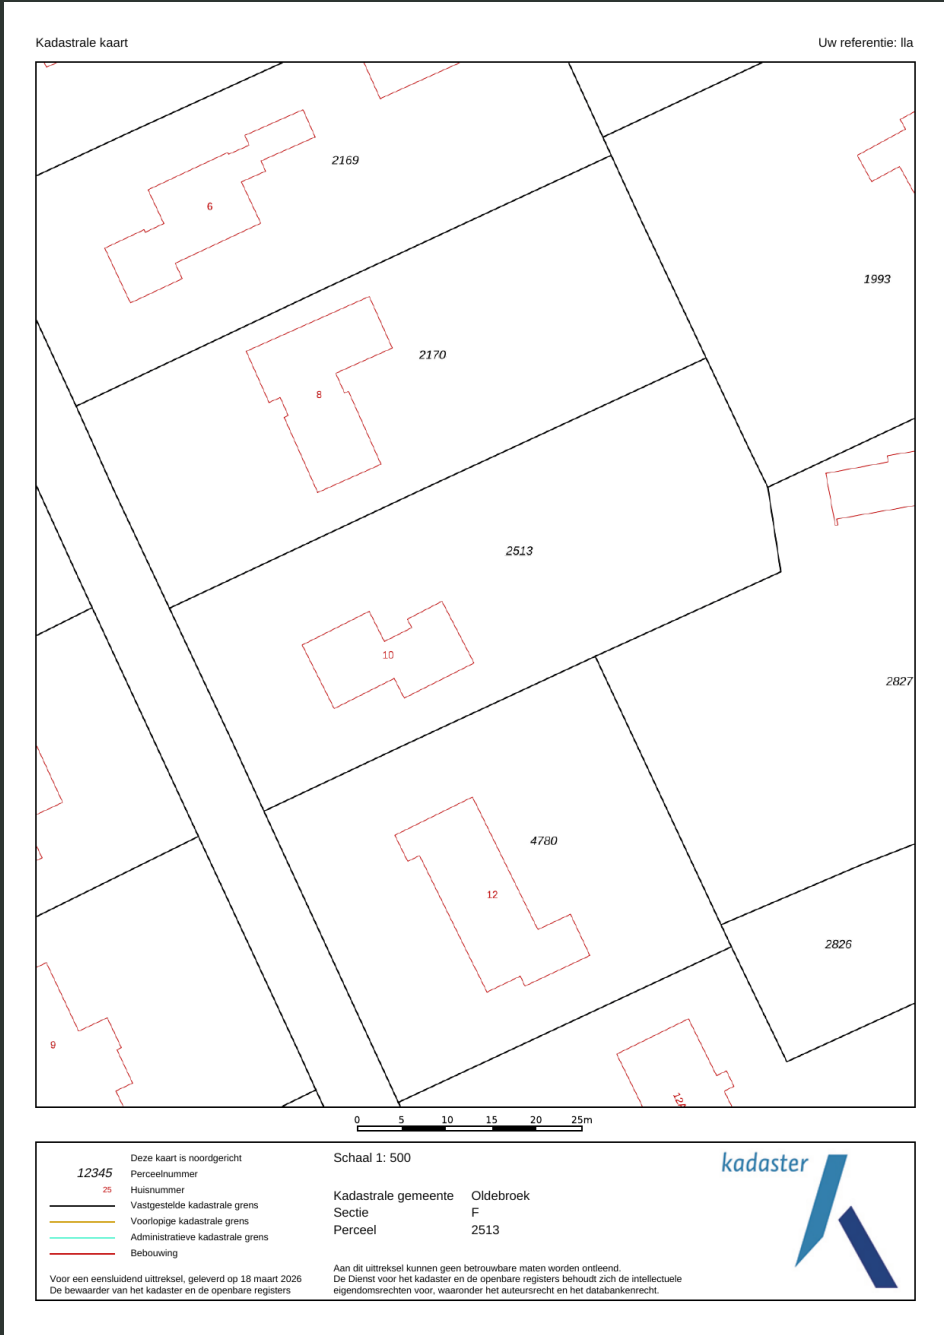 Kadastrale kaart
Uw referentie: lla
2169
6
1993
2170
8
2513
10
2827
4780
12
2826
9
0 5 10 15 20 25m
Deze kaart is noordgericht
12345 Perceelnummer
25 Huisnummer
Vastgestelde kadastrale grens
Voorlopige kadastrale grens
Administratieve kadastrale grens
Bebouwing
Voor een eensluidend uittreksel, geleverd op 18 maart 2026
De bewaarder van het kadaster en de openbare registers
Schaal 1: 500
Kadastrale gemeente Oldebroek
Sectie F
Perceel 2513
Aan dit uittreksel kunnen geen betrouwbare maten worden ontleend.
De Dienst voor het kadaster en de openbare registers behoudt zich de intellectuele
eigendomsrechten voor, waaronder het auteursrecht en het databankenrecht.
kadaster